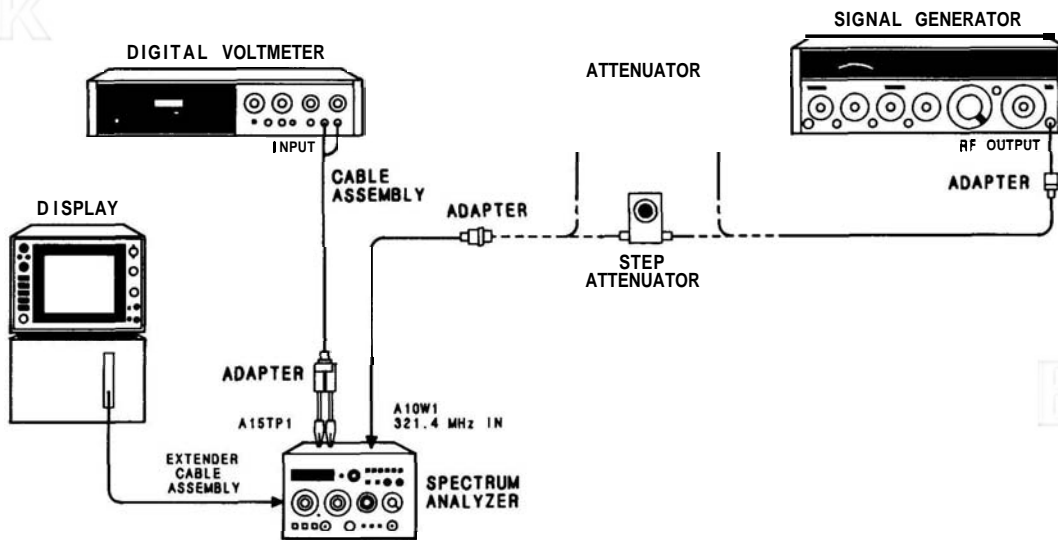 SIGNAL GENERATOR
DIGITAL VOLTMETER
ATTENUATOR
INPUT
RF OUTPUT
CABLE
ASSEMBLY
ADAPTER
DISPLAY
ADAPTER
STEP
ATTENUATOR
ADAPTER
A15TP1
A10W1
321.4 MHz IN
EXTENDER
CABLE
ASSEMBLY
SPECTRUM
ANALYZER